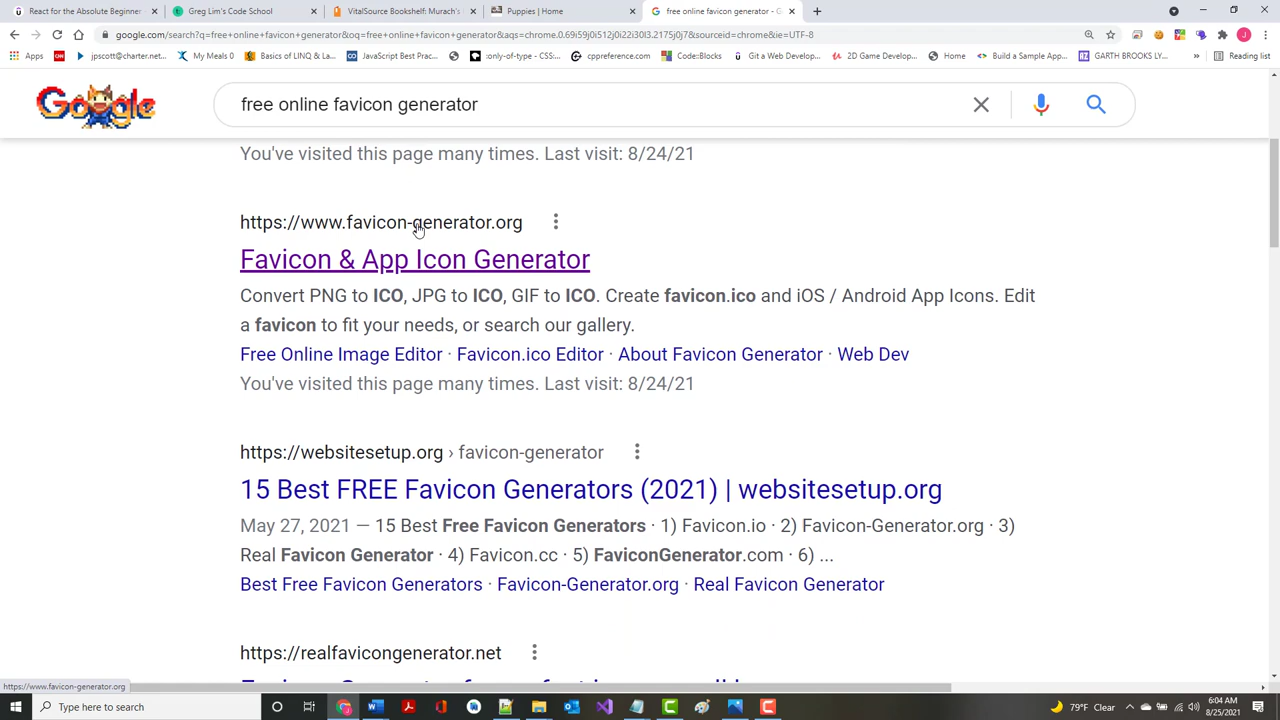 React for the Absolute Beginner
Greg Lim's Code School
VitalSource Bookshelf: Murach's
Puppies | Home
free online favicon generator - G
google.com/search?q=free+online+favicon+generator&oq=free+online+favicon+generator&aqs=chrome.0.69i59j0i512j0i22i30l3.2175j0j7&sourceid=chrome&ie=UTF-8
Apps
CNN
jpscott@charter.net...
My Meals 0
Basics of LINQ & La...
JavaScript Best Prac...
:only-of-type - CSS:...
cppreference.com
Code::Blocks
Git a Web Develop...
2D Game Develop...
Home
Build a Sample App...
GARTH BROOKS LY...
»
Reading list
Google
free online favicon generator
You've visited this page many times. Last visit: 8/24/21
https://www.favicon-generator.org
Favicon & App Icon Generator
Convert PNG to ICO, JPG to ICO, GIF to ICO. Create favicon.ico and iOS / Android App Icons. Edit
a favicon to fit your needs, or search our gallery.
Free Online Image Editor · Favicon.ico Editor · About Favicon Generator · Web Dev
You've visited this page many times. Last visit: 8/24/21
https://websitesetup.org › favicon-generator
15 Best FREE Favicon Generators (2021) | websitesetup.org
May 27, 2021 — 15 Best Free Favicon Generators · 1) Favicon.io · 2) Favicon-Generator.org · 3)
Real Favicon Generator · 4) Favicon.cc · 5) FaviconGenerator.com · 6) ...
Best Free Favicon Generators · Favicon-Generator.org · Real Favicon Generator
https://realfavicongenerator.net
https://www.favicon-generator.org
Type here to search
79°F Clear
6:04 AM
8/25/2021